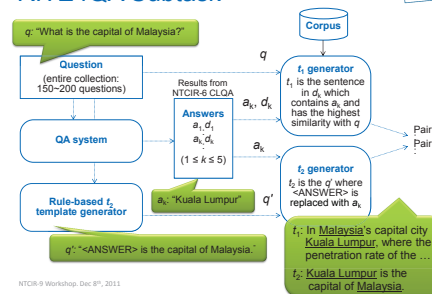 q: "What is the capital of Malaysia?"
Corpus
Question
(entire collection:
150~200 questions)
q
Results from
NTCIR-6 CLQA
Answers
a1,d1
:
ak,dk
:
(1 ≤ k ≤ 5)
ak, dk
t1 generator
t1 is the sentence
in dk which
contains ak and
has the highest
similarity with q
QA system
ak
Pair
Pair
:
t2 generator
t2 is the q' where
<ANSWER> is
replaced with ak
Rule-based t2
template generator
ak: "Kuala Lumpur"
q'
q': "<ANSWER> is the capital of Malaysia."
t1: In Malaysia's capital city
Kuala Lumpur, where the
penetration rate of the …
t2: Kuala Lumpur is the
capital of Malaysia.
NTCIR-9 Workshop. Dec 8th, 2011